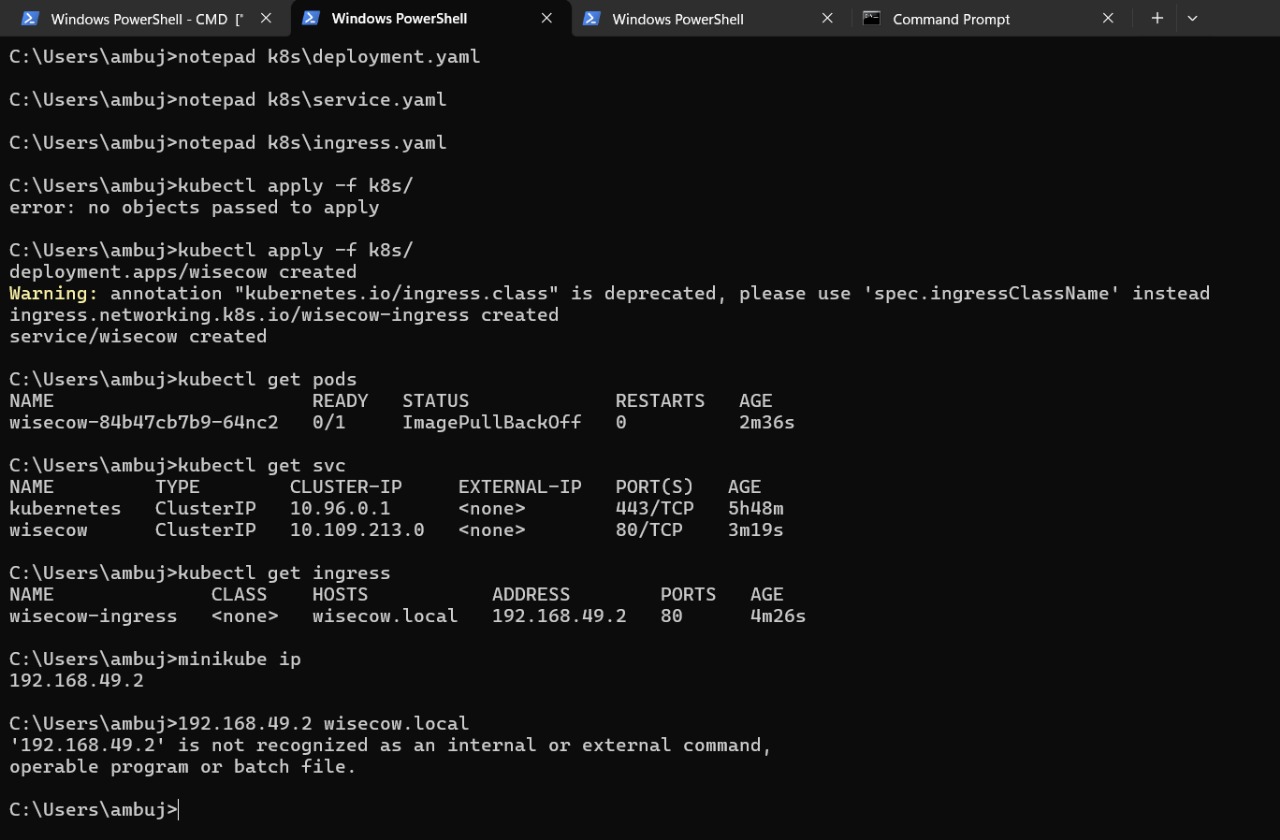 Windows PowerShell - CMD ["
Windows PowerShell
Windows PowerShell
Command Prompt
C:\Users\ambuj>notepad k8s\deployment.yaml
C:\Users\ambuj>notepad k8s\service.yaml
C:\Users\ambuj>notepad k8s\ingress.yaml
C:\Users\ambuj>kubectl apply -f k8s/
error: no objects passed to apply
C:\Users\ambuj>kubectl apply -f k8s/
deployment.apps/wisecow created
Warning: annotation "kubernetes.io/ingress.class" is deprecated, please use 'spec.ingressClassName' instead
ingress.networking.k8s.io/wisecow-ingress created
service/wisecow created
C:\Users\ambuj>kubectl get pods
NAME READY STATUS RESTARTS AGE
wisecow-84b47cb7b9-64nc2 0/1 ImagePullBackOff 0 2m36s
C:\Users\ambuj>kubectl get svc
NAME TYPE CLUSTER-IP EXTERNAL-IP PORT(S) AGE
kubernetes ClusterIP 10.96.0.1 <none> 443/TCP 5h48m
wisecow ClusterIP 10.109.213.0 <none> 80/TCP 3m19s
C:\Users\ambuj>kubectl get ingress
NAME CLASS HOSTS ADDRESS PORTS AGE
wisecow-ingress <none> wisecow.local 192.168.49.2 80 4m26s
C:\Users\ambuj>minikube ip
192.168.49.2
C:\Users\ambuj>192.168.49.2 wisecow.local
'192.168.49.2' is not recognized as an internal or external command,
operable program or batch file.
C:\Users\ambuj>